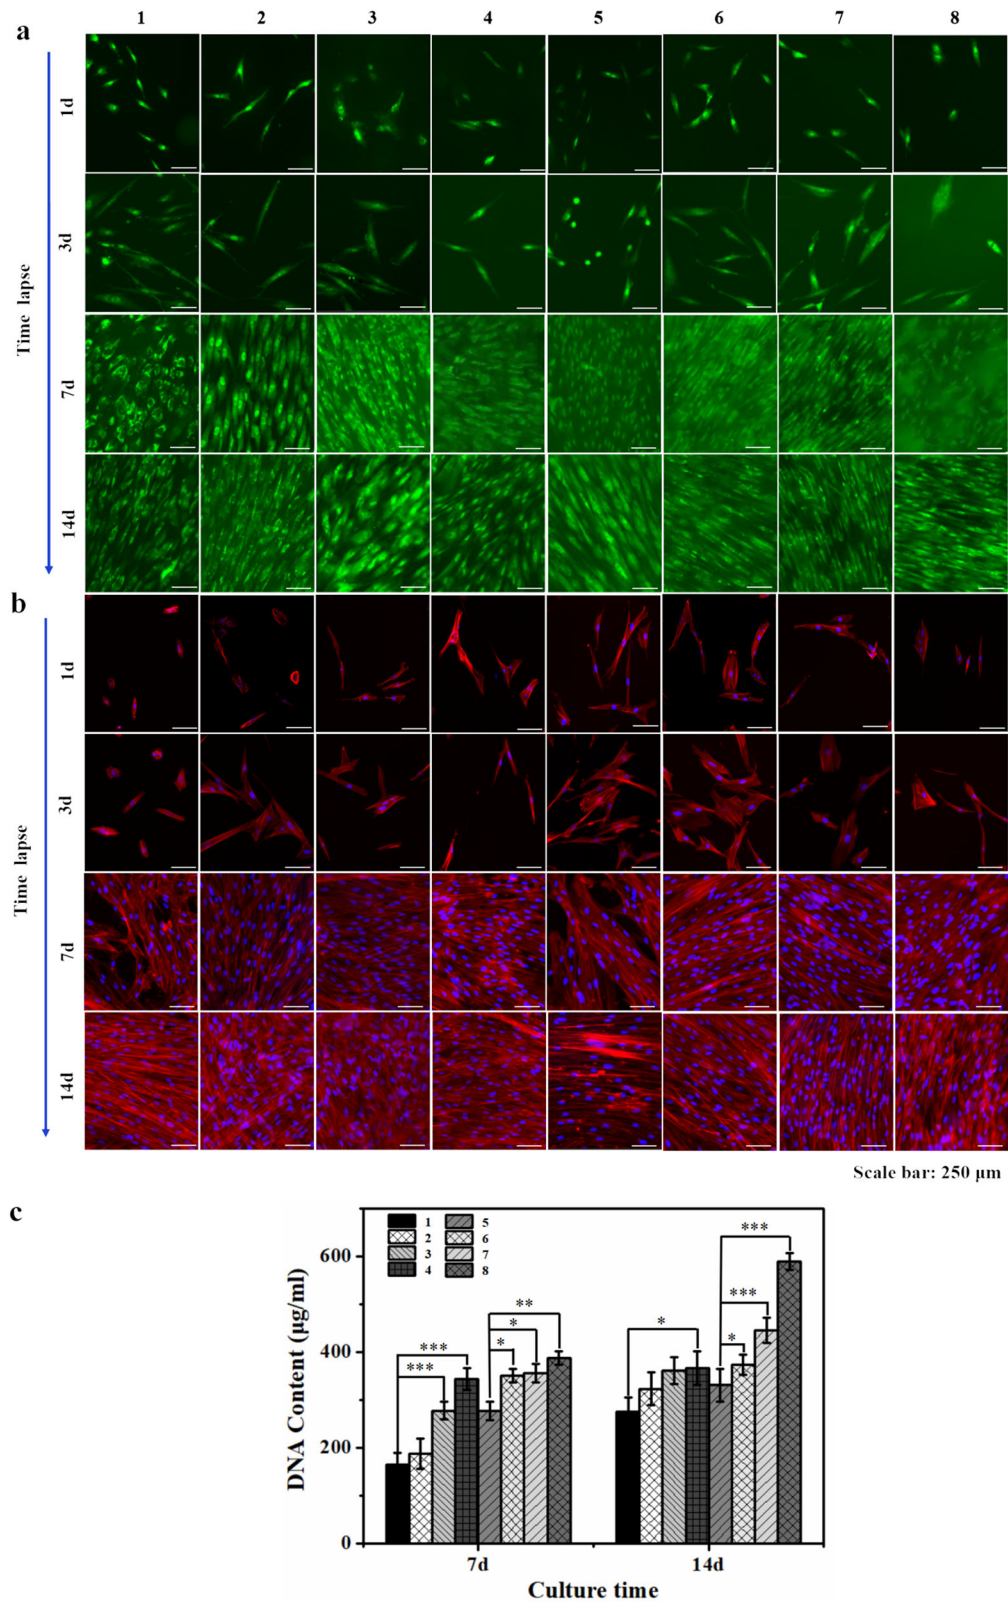 1 2 3 4 5 6 7 8
a
1d
3d
7d
14d
Time lapse
b
1d
3d
7d
14d
Time lapse
Scale bar: 250 μm
c
1 5
2 6
3 7
4 8
***
***
***
**
*
*
*
***
***
*
600
400
200
0
DNA Content (μg/ml)
7d 14d
Culture time